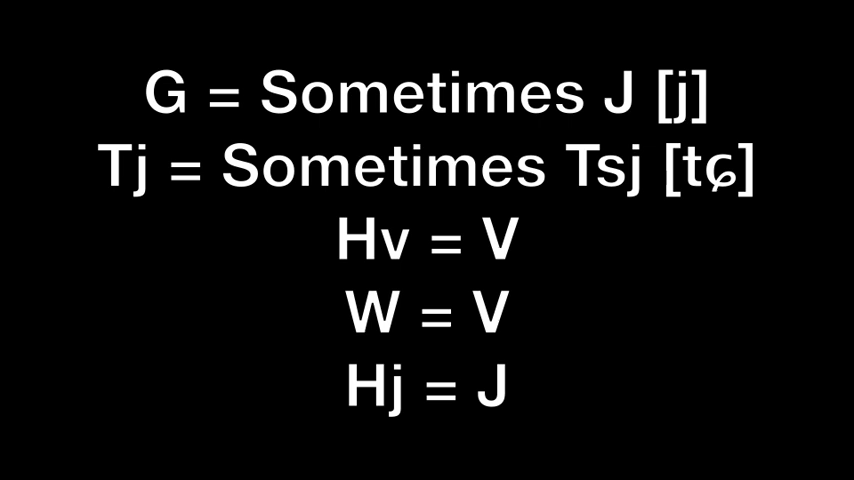 G = Sometimes J [j]
Tj = Sometimes Tsj [tɕ]
Hv = V
W = V
Hj = J